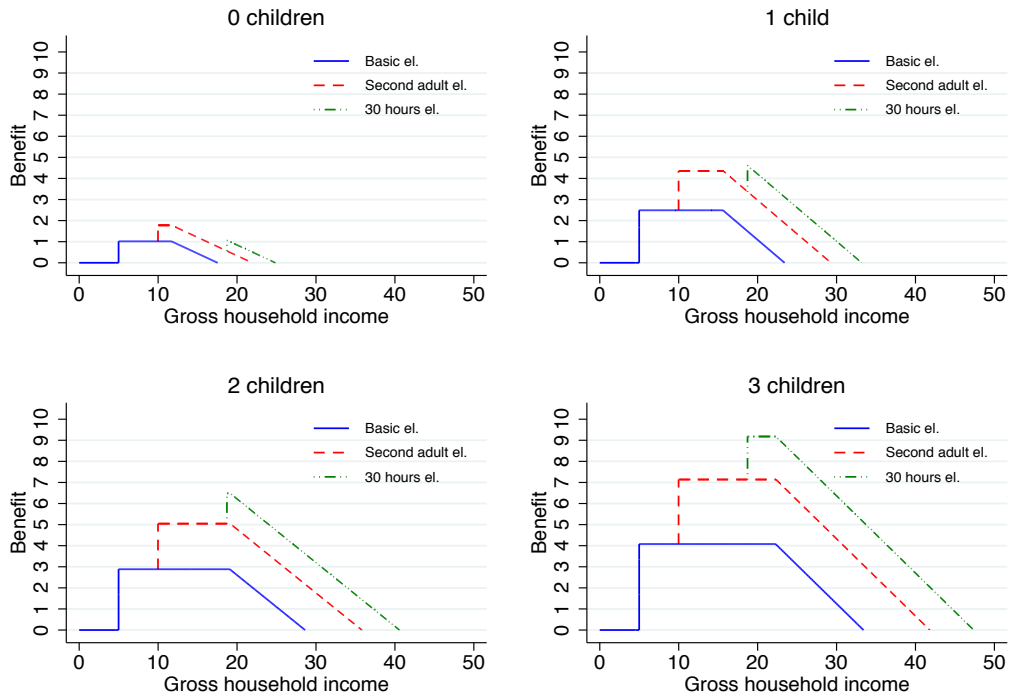 0 children
Benefit
0 1 2 3 4 5 6 7 8 9 10
Basic el.
Second adult el.
30 hours el.
0 10 20 30 40 50
Gross household income
1 child
Benefit
0 1 2 3 4 5 6 7 8 9 10
Basic el.
Second adult el.
30 hours el.
0 10 20 30 40 50
Gross household income
2 children
Benefit
0 1 2 3 4 5 6 7 8 9 10
Basic el.
Second adult el.
30 hours el.
0 10 20 30 40 50
Gross household income
3 children
Benefit
0 1 2 3 4 5 6 7 8 9 10
Basic el.
Second adult el.
30 hours el.
0 10 20 30 40 50
Gross household income